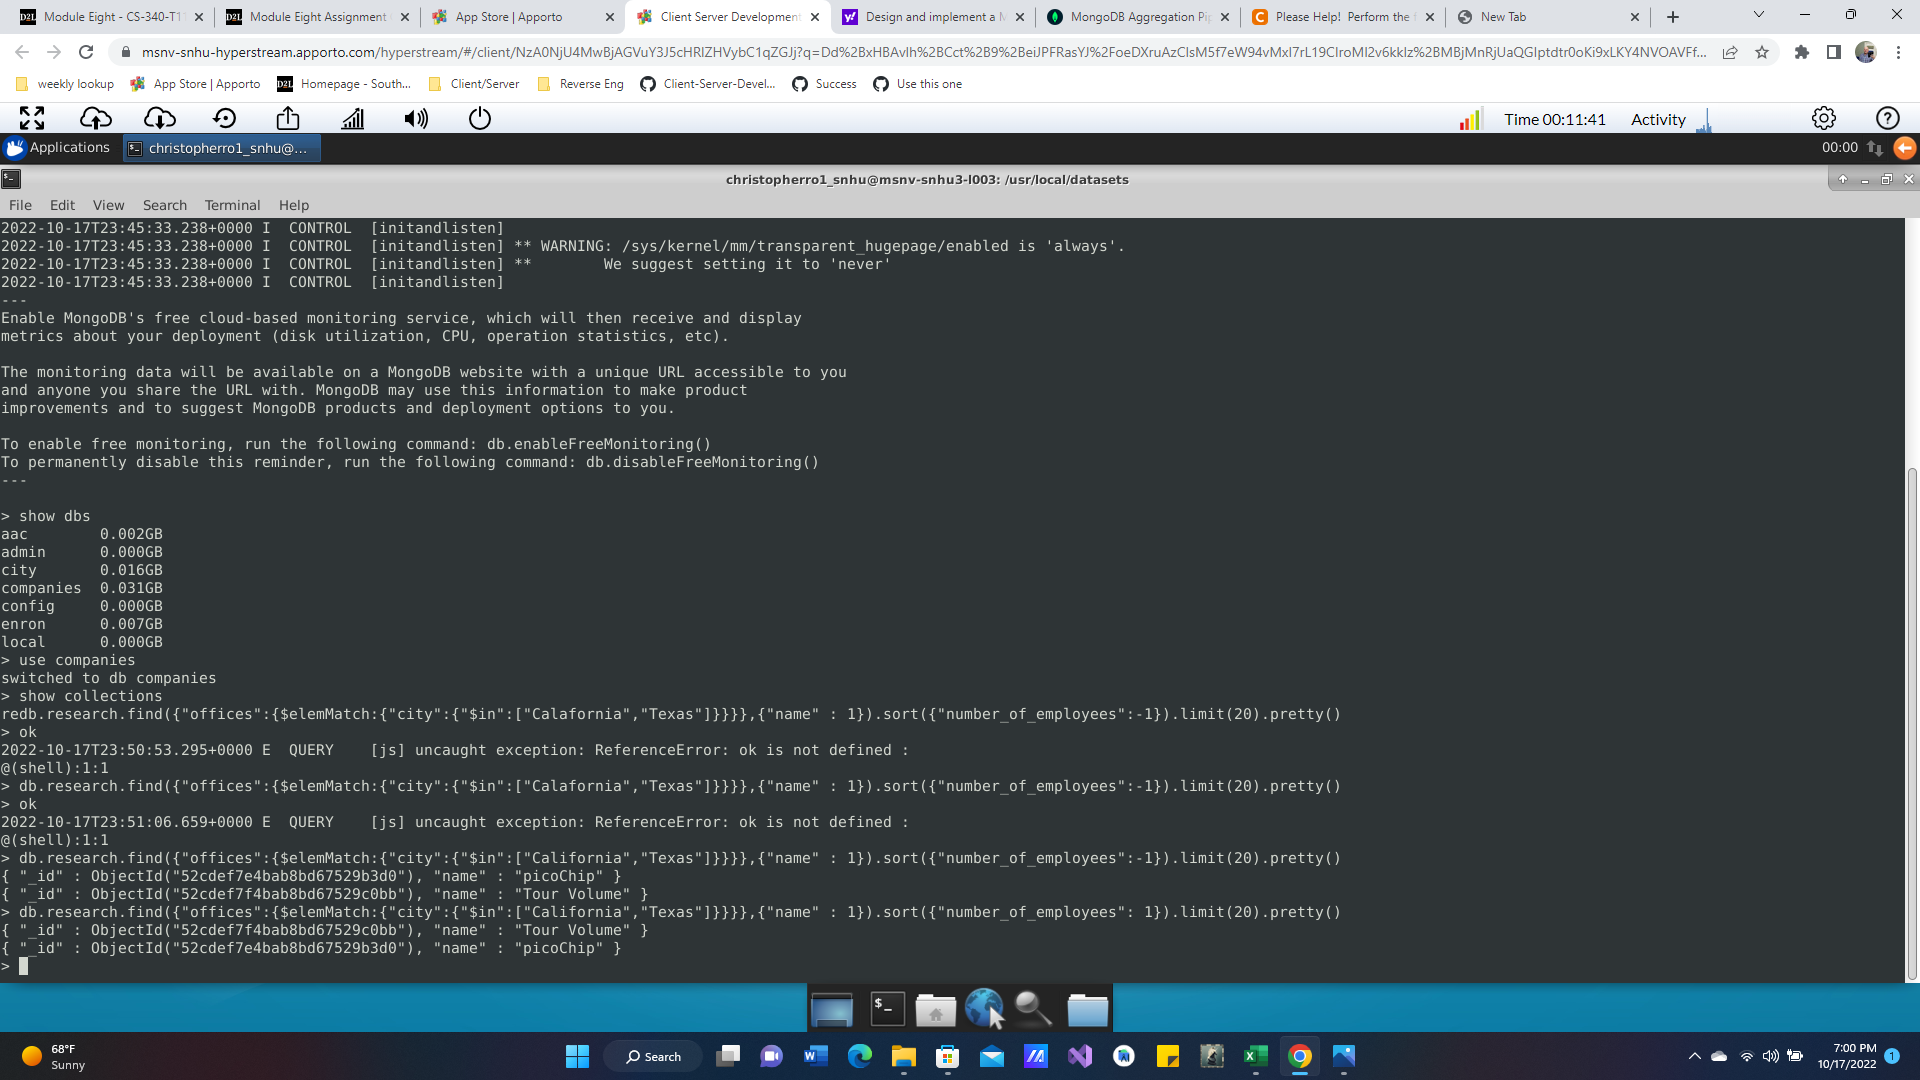 Module Eight - CS-340-T1
Module Eight Assignment
App Store | Apporto
Client Server Development
Design and implement a M
MongoDB Aggregation Pip
Please Help! Perform the f
New Tab
msnv-snhu-hyperstream.apporto.com/hyperstream/#/client/
weekly lookup
App Store | Apporto
Homepage - South...
Client/Server
Reverse Eng
Client-Server-Devel...
Success
Use this one
Time 00:11:41
Activity
Applications
christopherro1_snhu@...
00:00
christopherro1_snhu@msnv-snhu3-l003: /usr/local/datasets
File Edit View Search Terminal Help
2022-10-17T23:45:33.238+0000 I  CONTROL  [initandlisten]
2022-10-17T23:45:33.238+0000 I  CONTROL  [initandlisten] ** WARNING: /sys/kernel/mm/transparent_hugepage/enabled is 'always'.
2022-10-17T23:45:33.238+0000 I  CONTROL  [initandlisten] **        We suggest setting it to 'never'
2022-10-17T23:45:33.238+0000 I  CONTROL  [initandlisten]
---
Enable MongoDB's free cloud-based monitoring service, which will then receive and display
metrics about your deployment (disk utilization, CPU, operation statistics, etc).
The monitoring data will be available on a MongoDB website with a unique URL accessible to you
and anyone you share the URL with. MongoDB may use this information to make product
improvements and to suggest MongoDB products and deployment options to you.
To enable free monitoring, run the following command: db.enableFreeMonitoring()
To permanently disable this reminder, run the following command: db.disableFreeMonitoring()
---
> show dbs
aac        0.002GB
admin      0.000GB
city       0.016GB
companies  0.031GB
config     0.000GB
enron      0.007GB
local      0.000GB
> use companies
switched to db companies
> show collections
redb.research.find({"offices":{$elemMatch:{"city":{"$in":["Calafornia","Texas"]}}}},{"name" : 1}).sort({"number_of_employees":-1}).limit(20).pretty()
> ok
2022-10-17T23:50:53.295+0000 E  QUERY    [js] uncaught exception: ReferenceError: ok is not defined :
@(shell):1:1
> db.research.find({"offices":{$elemMatch:{"city":{"$in":["Calafornia","Texas"]}}}},{"name" : 1}).sort({"number_of_employees":-1}).limit(20).pretty()
> ok
2022-10-17T23:51:06.659+0000 E  QUERY    [js] uncaught exception: ReferenceError: ok is not defined :
@(shell):1:1
> db.research.find({"offices":{$elemMatch:{"city":{"$in":["California","Texas"]}}}},{"name" : 1}).sort({"number_of_employees":-1}).limit(20).pretty()
{ "_id" : ObjectId("52cdef7e4bab8bd67529b3d0"), "name" : "picoChip" }
{ "_id" : ObjectId("52cdef7f4bab8bd67529c0bb"), "name" : "Tour Volume" }
> db.research.find({"offices":{$elemMatch:{"city":{"$in":["California","Texas"]}}}},{"name" : 1}).sort({"number_of_employees": 1}).limit(20).pretty()
{ "_id" : ObjectId("52cdef7f4bab8bd67529c0bb"), "name" : "Tour Volume" }
{ "_id" : ObjectId("52cdef7e4bab8bd67529b3d0"), "name" : "picoChip" }
>
68°F
Sunny
Search
7:00 PM
10/17/2022
1